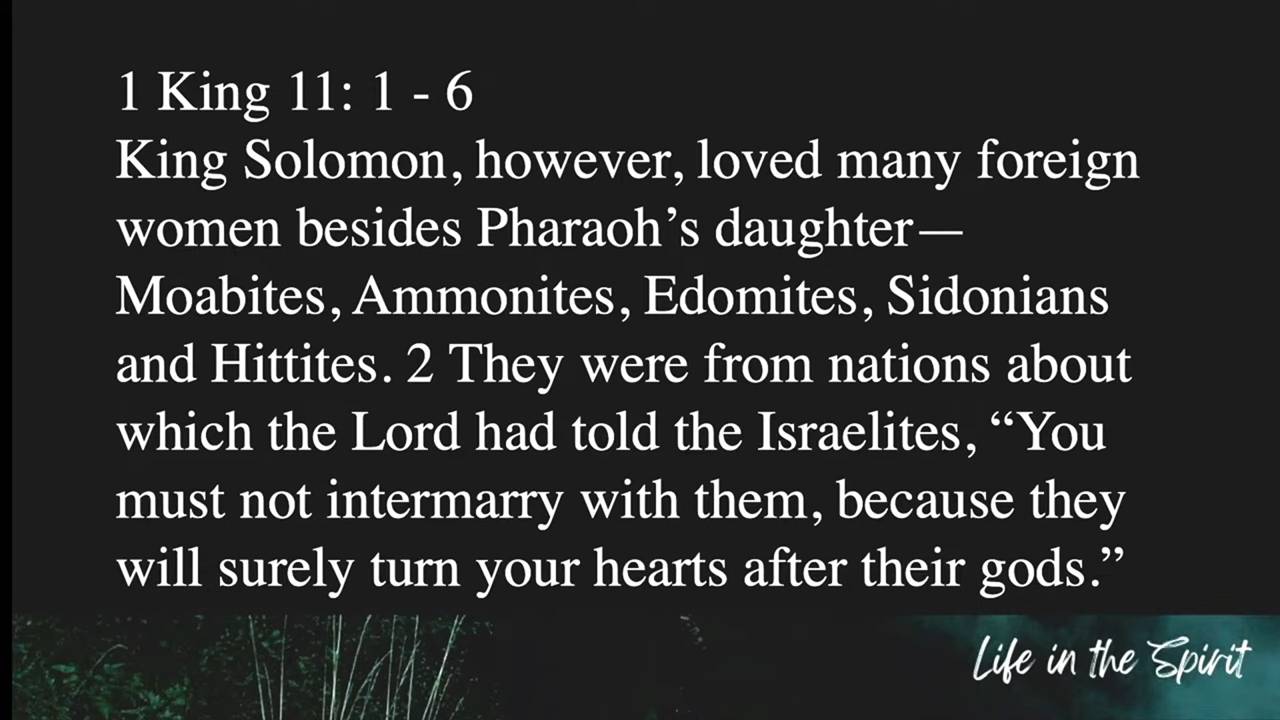 1 King 11: 1 - 6
King Solomon, however, loved many foreign
women besides Pharaoh’s daughter—
Moabites, Ammonites, Edomites, Sidonians
and Hittites. 2 They were from nations about
which the Lord had told the Israelites, “You
must not intermarry with them, because they
will surely turn your hearts after their gods.”
Life in the Spirit